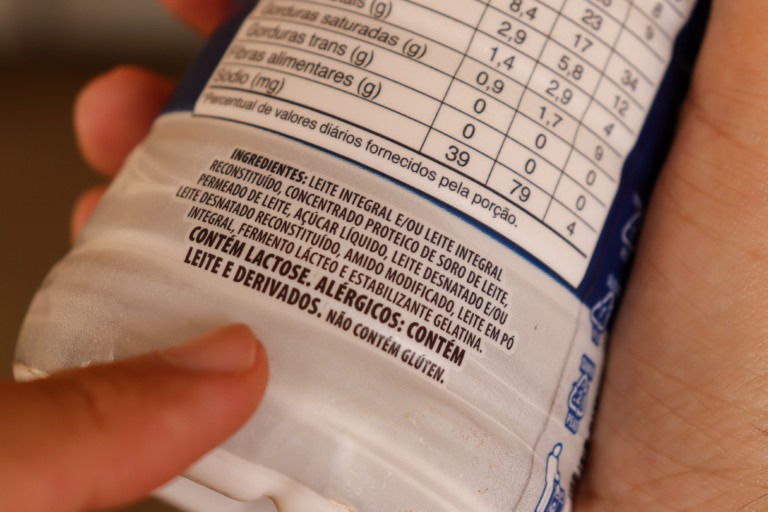 8
23 9
8,4 17 34
2,9 5,8 12
(g) 1,4 2,9 4
Gorduras saturadas (g) 0,9 1,7 9
Gorduras trans (g) 0 0 0
Fibras alimentares (g) 0 0 0
Sódio (mg) 39 79 4
*Percentual de valores diários fornecidos pela porção.
INGREDIENTES: LEITE INTEGRAL E/OU LEITE INTEGRAL
RECONSTITUÍDO, CONCENTRADO PROTEICO DE SORO DE LEITE,
PERMEADO DE LEITE, AÇÚCAR LÍQUIDO, LEITE DESNATADO E/OU
LEITE DESNATADO RECONSTITUÍDO, AMIDO MODIFICADO, LEITE EM PÓ
INTEGRAL, FERMENTO LÁCTEO E ESTABILIZANTE GELATINA.
CONTÉM LACTOSE. ALÉRGICOS: CONTÉM
LEITE E DERIVADOS. NÃO CONTÉM GLÚTEN.